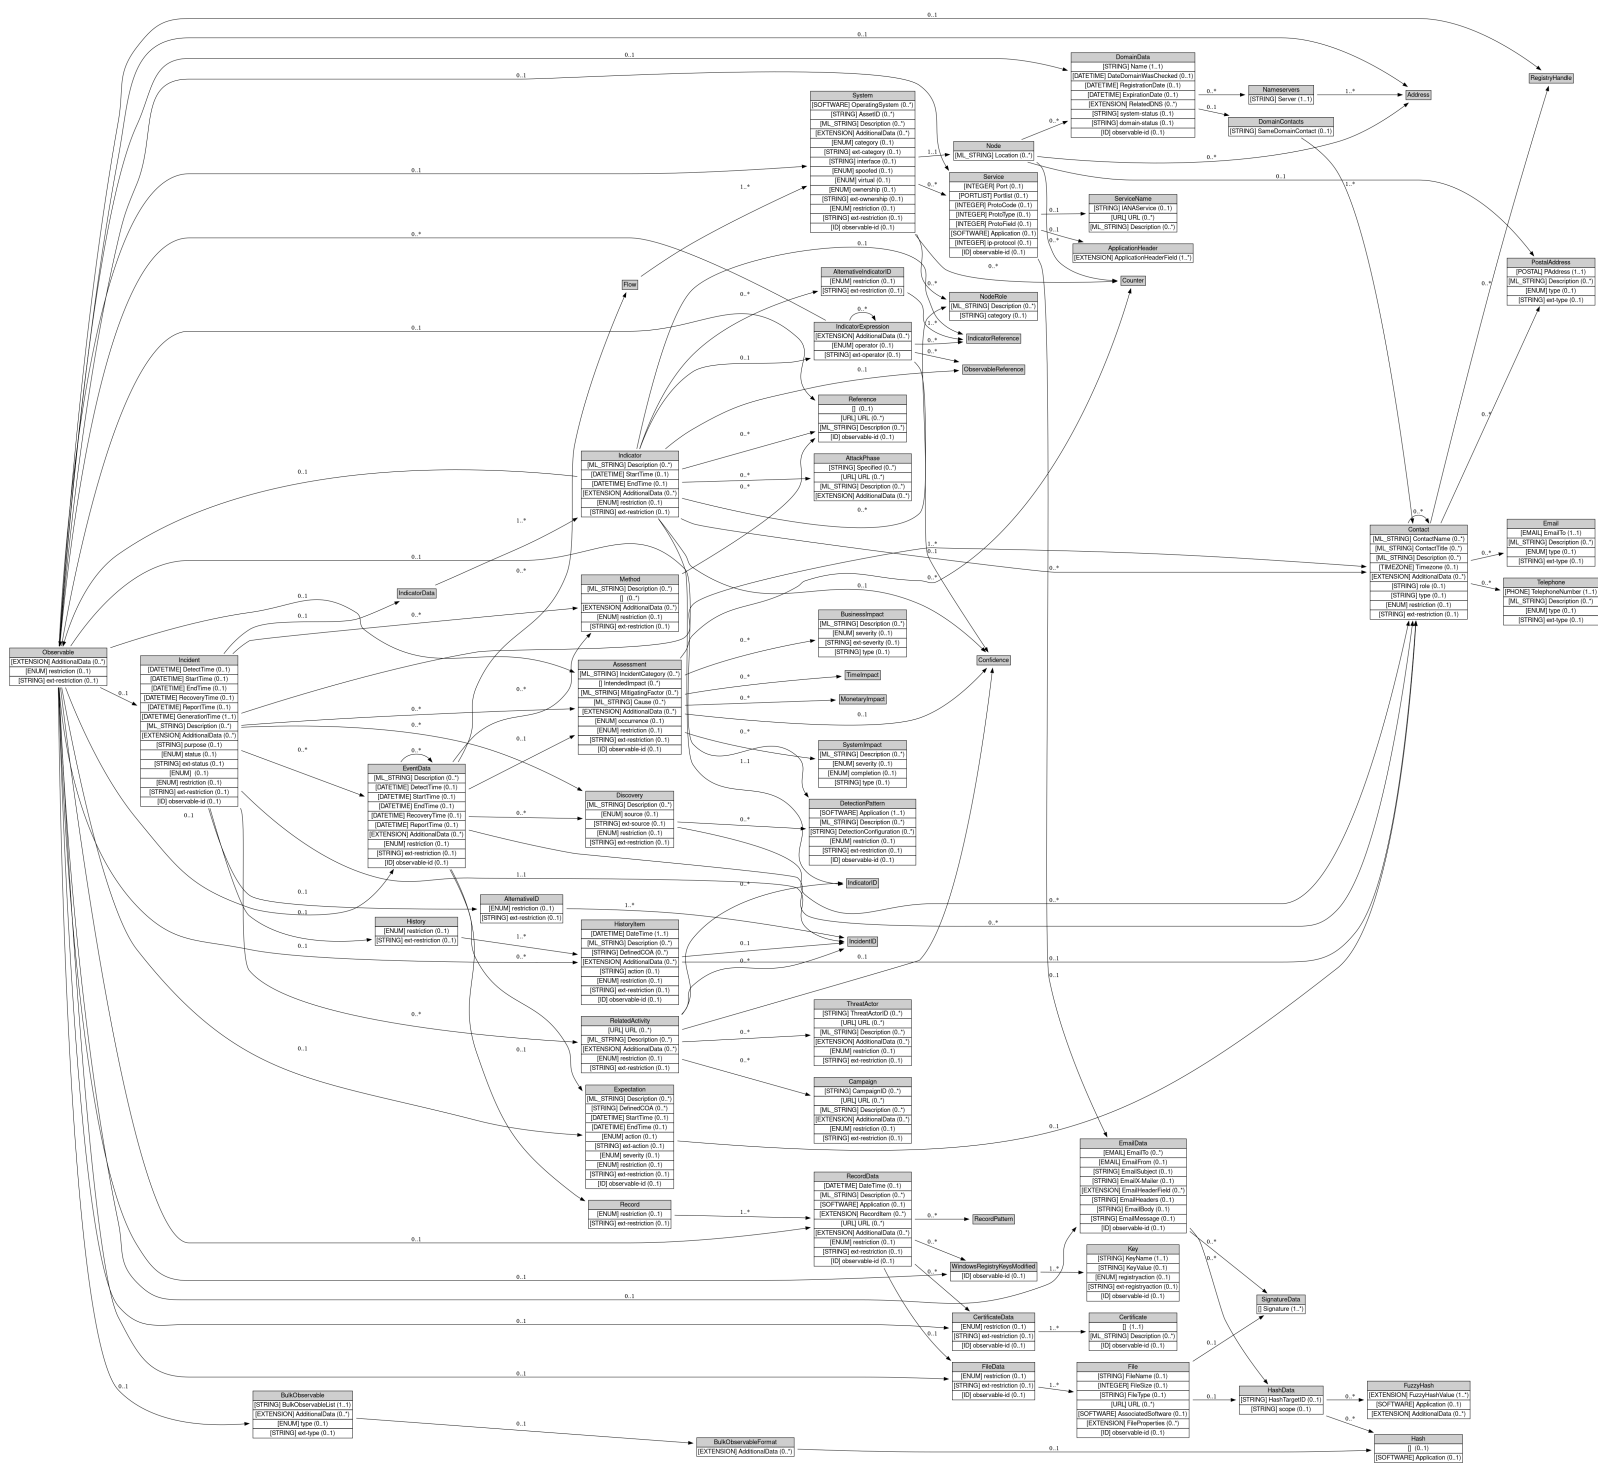 Observable
[EXTENSION] AdditionalData (0..*)
[ENUM] restriction (0..1)
[STRING] ext-restriction (0..1)
Incident
[DATETIME] DetectTime (0..1)
[DATETIME] StartTime (0..1)
[DATETIME] EndTime (0..1)
[DATETIME] RecoveryTime (0..1)
[DATETIME] ReportTime (0..1)
[DATETIME] GenerationTime (1..1)
[ML_STRING] Description (0..*)
[EXTENSION] AdditionalData (0..*)
[STRING] purpose (0..1)
[ENUM] status (0..1)
[STRING] ext-status (0..1)
[ENUM] (0..1)
[ENUM] restriction (0..1)
[STRING] ext-restriction (0..1)
[ID] observable-id (0..1)
BulkObservable
[STRING] BulkObservableList (1..1)
[EXTENSION] AdditionalData (0..*)
[ENUM] type (0..1)
[STRING] ext-type (0..1)
IndicatorData
EventData
[ML_STRING] Description (0..*)
[DATETIME] DetectTime (0..1)
[DATETIME] StartTime (0..1)
[DATETIME] EndTime (0..1)
[DATETIME] RecoveryTime (0..1)
[DATETIME] ReportTime (0..1)
[EXTENSION] AdditionalData (0..*)
[ENUM] restriction (0..1)
[STRING] ext-restriction (0..1)
[ID] observable-id (0..1)
History
[ENUM] restriction (0..1)
[STRING] ext-restriction (0..1)
AlternativeID
[ENUM] restriction (0..1)
[STRING] ext-restriction (0..1)
Flow
Indicator
[ML_STRING] Description (0..*)
[DATETIME] StartTime (0..1)
[DATETIME] EndTime (0..1)
[EXTENSION] AdditionalData (0..*)
[ENUM] restriction (0..1)
[STRING] ext-restriction (0..1)
Method
[ML_STRING] Description (0..*)
[] (0..*)
[EXTENSION] AdditionalData (0..*)
[ENUM] restriction (0..1)
[STRING] ext-restriction (0..1)
Assessment
[ML_STRING] IncidentCategory (0..*)
[] IntendedImpact (0..*)
[ML_STRING] MitigatingFactor (0..*)
[ML_STRING] Cause (0..*)
[EXTENSION] AdditionalData (0..*)
[ENUM] occurrence (0..1)
[ENUM] restriction (0..1)
[STRING] ext-restriction (0..1)
[ID] observable-id (0..1)
Discovery
[ML_STRING] Description (0..*)
[ENUM] source (0..1)
[STRING] ext-source (0..1)
[ENUM] restriction (0..1)
[STRING] ext-restriction (0..1)
HistoryItem
[DATETIME] DateTime (1..1)
[ML_STRING] Description (0..*)
[STRING] DefinedCOA (0..*)
[EXTENSION] AdditionalData (0..*)
[STRING] action (0..1)
[ENUM] restriction (0..1)
[STRING] ext-restriction (0..1)
[ID] observable-id (0..1)
RelatedActivity
[URL] URL (0..*)
[ML_STRING] Description (0..*)
[EXTENSION] AdditionalData (0..*)
[ENUM] restriction (0..1)
[STRING] ext-restriction (0..1)
Expectation
[ML_STRING] Description (0..*)
[STRING] DefinedCOA (0..*)
[DATETIME] StartTime (0..1)
[DATETIME] EndTime (0..1)
[ENUM] action (0..1)
[STRING] ext-action (0..1)
[ENUM] severity (0..1)
[ENUM] restriction (0..1)
[STRING] ext-restriction (0..1)
[ID] observable-id (0..1)
Record
[ENUM] restriction (0..1)
[STRING] ext-restriction (0..1)
BulkObservableFormat
[EXTENSION] AdditionalData (0..*)
System
[SOFTWARE] OperatingSystem (0..*)
[STRING] AssetID (0..*)
[ML_STRING] Description (0..*)
[EXTENSION] AdditionalData (0..*)
[ENUM] category (0..1)
[STRING] ext-category (0..1)
[STRING] interface (0..1)
[ENUM] spoofed (0..1)
[ENUM] virtual (0..1)
[ENUM] ownership (0..1)
[STRING] ext-ownership (0..1)
[ENUM] restriction (0..1)
[STRING] ext-restriction (0..1)
[ID] observable-id (0..1)
AlternativeIndicatorID
[ENUM] restriction (0..1)
[STRING] ext-restriction (0..1)
IndicatorExpression
[EXTENSION] AdditionalData (0..*)
[ENUM] operator (0..1)
[STRING] ext-operator (0..1)
Reference
[] (0..1)
[URL] URL (0..*)
[ML_STRING] Description (0..*)
[ID] observable-id (0..1)
AttackPhase
[STRING] Specified (0..*)
[URL] URL (0..*)
[ML_STRING] Description (0..*)
[EXTENSION] AdditionalData (0..*)
BusinessImpact
[ML_STRING] Description (0..*)
[ENUM] severity (0..1)
[STRING] ext-severity (0..1)
[STRING] type (0..1)
TimeImpact
MonetaryImpact
SystemImpact
[ML_STRING] Description (0..*)
[ENUM] severity (0..1)
[ENUM] completion (0..1)
[STRING] type (0..1)
DetectionPattern
[SOFTWARE] Application (1..1)
[ML_STRING] Description (0..*)
[STRING] DetectionConfiguration (0..*)
[ENUM] restriction (0..1)
[STRING] ext-restriction (0..1)
[ID] observable-id (0..1)
IndicatorID
IncidentID
ThreatActor
[STRING] ThreatActorID (0..*)
[URL] URL (0..*)
[ML_STRING] Description (0..*)
[EXTENSION] AdditionalData (0..*)
[ENUM] restriction (0..1)
[STRING] ext-restriction (0..1)
Campaign
[STRING] CampaignID (0..*)
[URL] URL (0..*)
[ML_STRING] Description (0..*)
[EXTENSION] AdditionalData (0..*)
[ENUM] restriction (0..1)
[STRING] ext-restriction (0..1)
RecordData
[DATETIME] DateTime (0..1)
[ML_STRING] Description (0..*)
[SOFTWARE] Application (0..1)
[EXTENSION] RecordItem (0..*)
[URL] URL (0..*)
[EXTENSION] AdditionalData (0..*)
[ENUM] restriction (0..1)
[STRING] ext-restriction (0..1)
[ID] observable-id (0..1)
Node
[ML_STRING] Location (0..*)
Service
[INTEGER] Port (0..1)
[PORTLIST] Portlist (0..1)
[INTEGER] ProtoCode (0..1)
[INTEGER] ProtoType (0..1)
[INTEGER] ProtoField (0..1)
[SOFTWARE] Application (0..1)
[INTEGER] ip-protocol (0..1)
[ID] observable-id (0..1)
NodeRole
[ML_STRING] Description (0..*)
[STRING] category (0..1)
IndicatorReference
ObservableReference
Confidence
RecordPattern
WindowsRegistryKeysModified
[ID] observable-id (0..1)
CertificateData
[ENUM] restriction (0..1)
[STRING] ext-restriction (0..1)
[ID] observable-id (0..1)
FileData
[ENUM] restriction (0..1)
[STRING] ext-restriction (0..1)
[ID] observable-id (0..1)
DomainData
[STRING] Name (1..1)
[DATETIME] DateDomainWasChecked (0..1)
[DATETIME] RegistrationDate (0..1)
[DATETIME] ExpirationDate (0..1)
[EXTENSION] RelatedDNS (0..*)
[STRING] system-status (0..1)
[STRING] domain-status (0..1)
[ID] observable-id (0..1)
ServiceName
[STRING] IANAService (0..1)
[URL] URL (0..*)
[ML_STRING] Description (0..*)
ApplicationHeader
[EXTENSION] ApplicationHeaderField (1..*)
Counter
EmailData
[EMAIL] EmailTo (0..*)
[EMAIL] EmailFrom (0..1)
[STRING] EmailSubject (0..1)
[STRING] EmailX-Mailer (0..1)
[EXTENSION] EmailHeaderField (0..*)
[STRING] EmailHeaders (0..1)
[STRING] EmailBody (0..1)
[STRING] EmailMessage (0..1)
[ID] observable-id (0..1)
Key
[STRING] KeyName (1..1)
[STRING] KeyValue (0..1)
[ENUM] registryaction (0..1)
[STRING] ext-registryaction (0..1)
[ID] observable-id (0..1)
Certificate
[] (1..1)
[ML_STRING] Description (0..*)
[ID] observable-id (0..1)
File
[STRING] FileName (0..1)
[INTEGER] FileSize (0..1)
[STRING] FileType (0..1)
[URL] URL (0..*)
[SOFTWARE] AssociatedSoftware (0..1)
[EXTENSION] FileProperties (0..*)
[ID] observable-id (0..1)
Nameservers
[STRING] Server (1..1)
DomainContacts
[STRING] SameDomainContact (0..1)
SignatureData
[] Signature (1..*)
HashData
[STRING] HashTargetID (0..1)
[STRING] scope (0..1)
Address
Contact
[ML_STRING] ContactName (0..*)
[ML_STRING] ContactTitle (0..*)
[ML_STRING] Description (0..*)
[TIMEZONE] Timezone (0..1)
[EXTENSION] AdditionalData (0..*)
[STRING] role (0..1)
[STRING] type (0..1)
[ENUM] restriction (0..1)
[STRING] ext-restriction (0..1)
FuzzyHash
[EXTENSION] FuzzyHashValue (1..*)
[SOFTWARE] Application (0..1)
[EXTENSION] AdditionalData (0..*)
Hash
[] (0..1)
[SOFTWARE] Application (0..1)
RegistryHandle
PostalAddress
[POSTAL] PAddress (1..1)
[ML_STRING] Description (0..*)
[ENUM] type (0..1)
[STRING] ext-type (0..1)
Email
[EMAIL] EmailTo (1..1)
[ML_STRING] Description (0..*)
[ENUM] type (0..1)
[STRING] ext-type (0..1)
Telephone
[PHONE] TelephoneNumber (1..1)
[ML_STRING] Description (0..*)
[ENUM] type (0..1)
[STRING] ext-type (0..1)